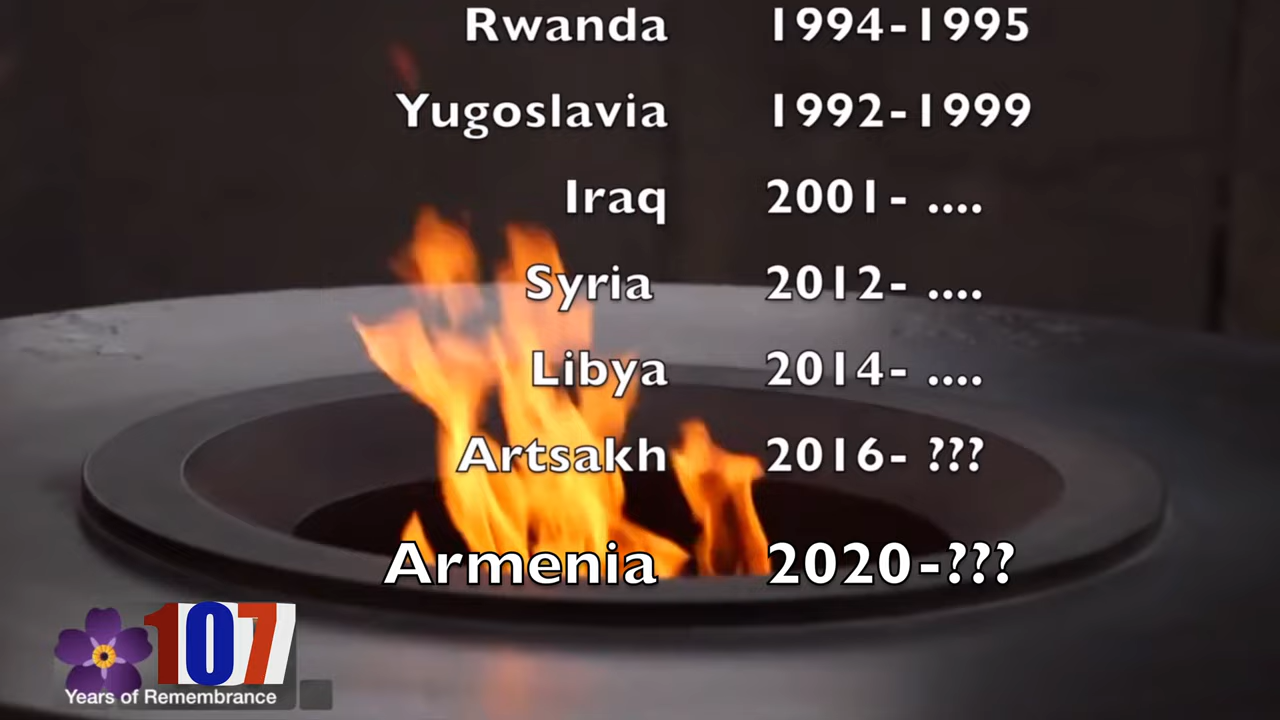 Rwanda 1994-1995
Yugoslavia 1992-1999
Iraq 2001- ....
Syria 2012- ....
Libya 2014- ....
Artsakh 2016- ???
Armenia 2020-???
107
Years of Remembrance